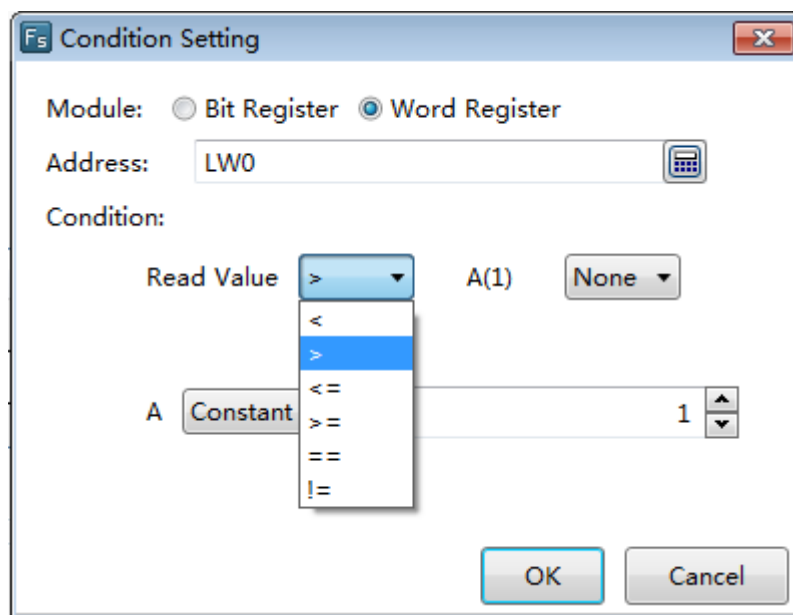 Fs Condition Setting
Module: Bit Register Word Register
Address: LW0
Condition:
Read Value > A(1) None
<
>
<=
A Constant 1
>=
==
!=
OK Cancel